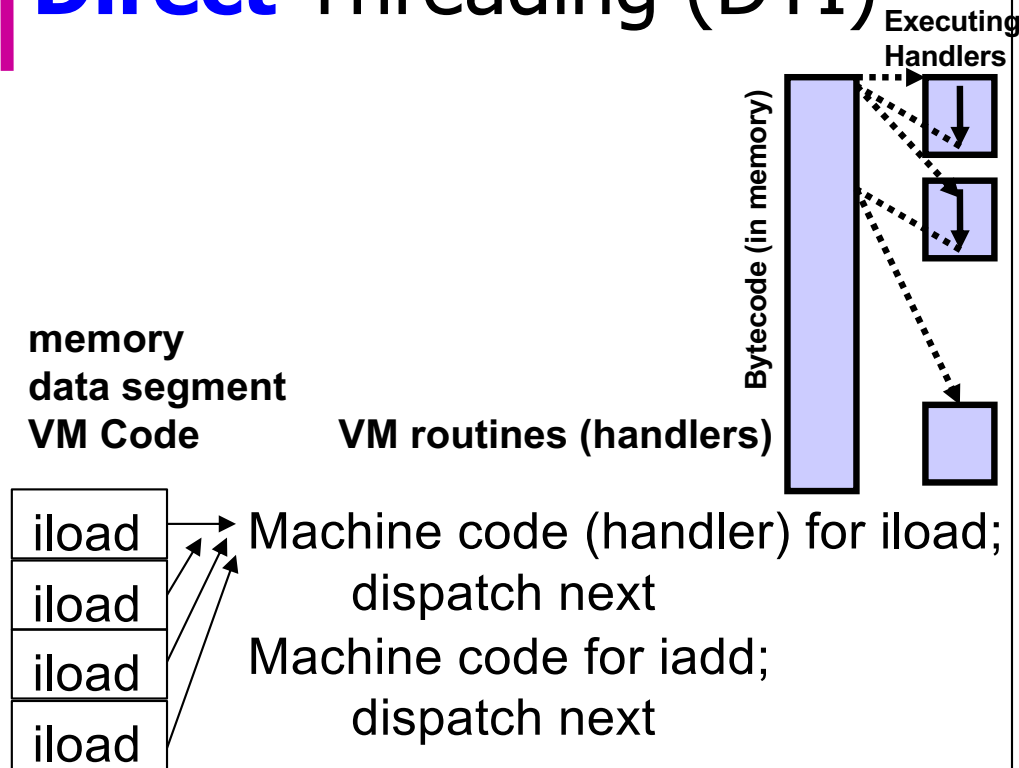 Direct Threading (DTI)
Executing
Handlers
Bytecode (in memory)
memory
data segment
VM Code
VM routines (handlers)
iload
iload
iload
iload
Machine code (handler) for iload;
dispatch next
Machine code for iadd;
dispatch next